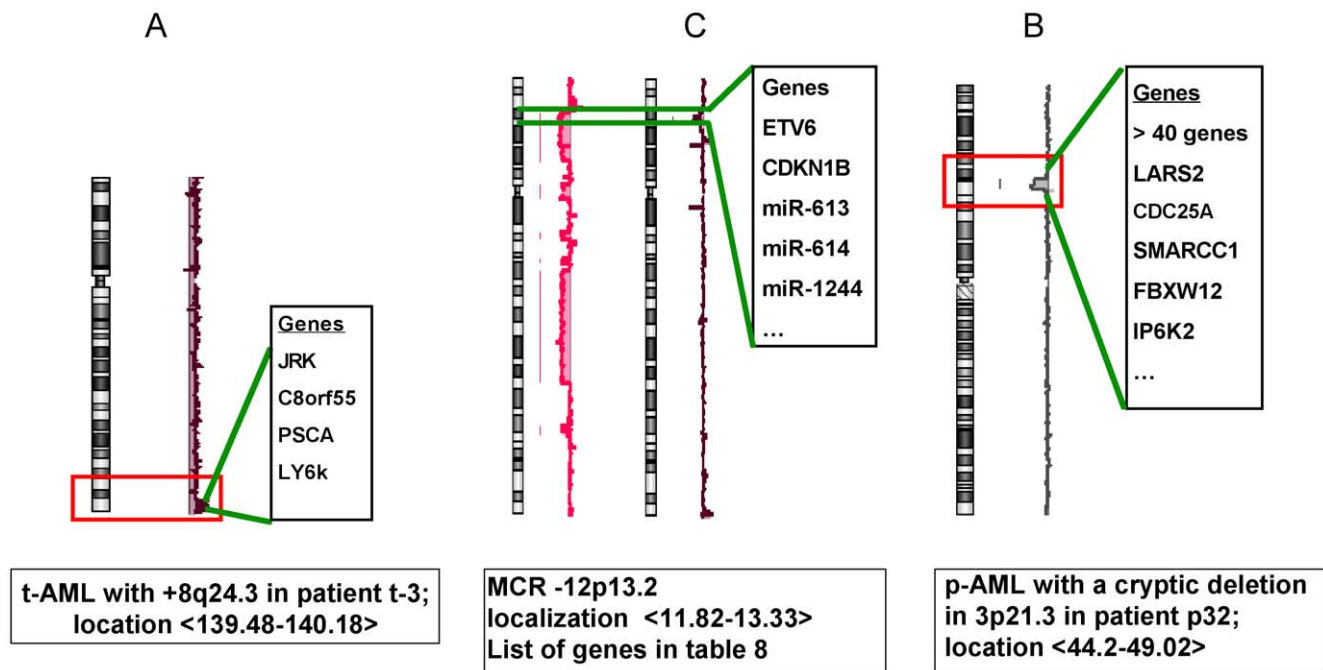 A
C
B
Genes
JRK
C8orf55
PSCA
LY6k
Genes
ETV6
CDKN1B
miR-613
miR-614
miR-1244
...
Genes
> 40 genes
LARS2
CDC25A
SMARCC1
FBXW12
IP6K2
...
t-AML with +8q24.3 in patient t-3;
location <139.48-140.18>
MCR -12p13.2
localization <11.82-13.33>
List of genes in table 8
p-AML with a cryptic deletion
in 3p21.3 in patient p32;
location <44.2-49.02>